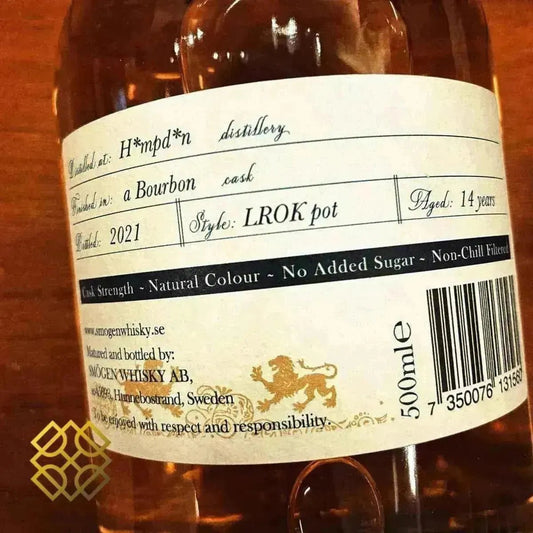 Distilled at: H*mpd*n distillery
Finished in: a Bourbon cask
Bottled: 2021 Style: LROK pot Aged: 14 years
Cask Strength ~ Natural Colour ~ No Added Sugar ~ Non-Chill Filtered
www.smogenwhisky.se
Matured and bottled by:
SMÖGEN WHISKY AB,
Hunnebostrand, Sweden
To be enjoyed with respect and responsibility.
500ml e
7 350076 13156